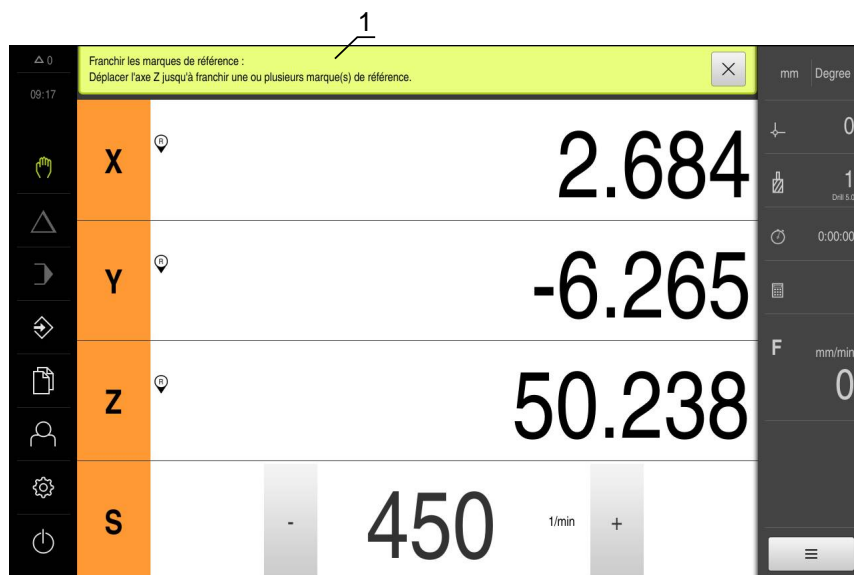 1
△ 0
Franchir les marques de référence :
Déplacer l'axe Z jusqu'à franchir une ou plusieurs marque(s) de référence.
mm Degree
09:17
X R 2.684
0
1
Drill 5.0
Y R -6.265
0:00:00
Z R 50.238
F mm/min
0
S - 450 1/min +